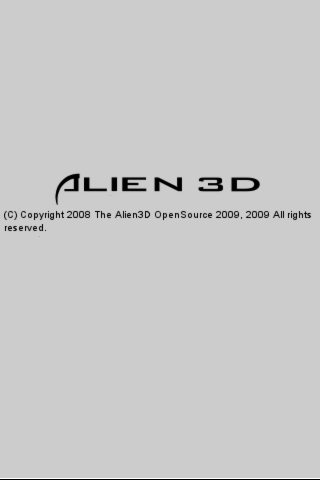 ALIEN 3D
(C) Copyright 2008 The Alien3D OpenSource 2009, 2009 All rights
reserved.